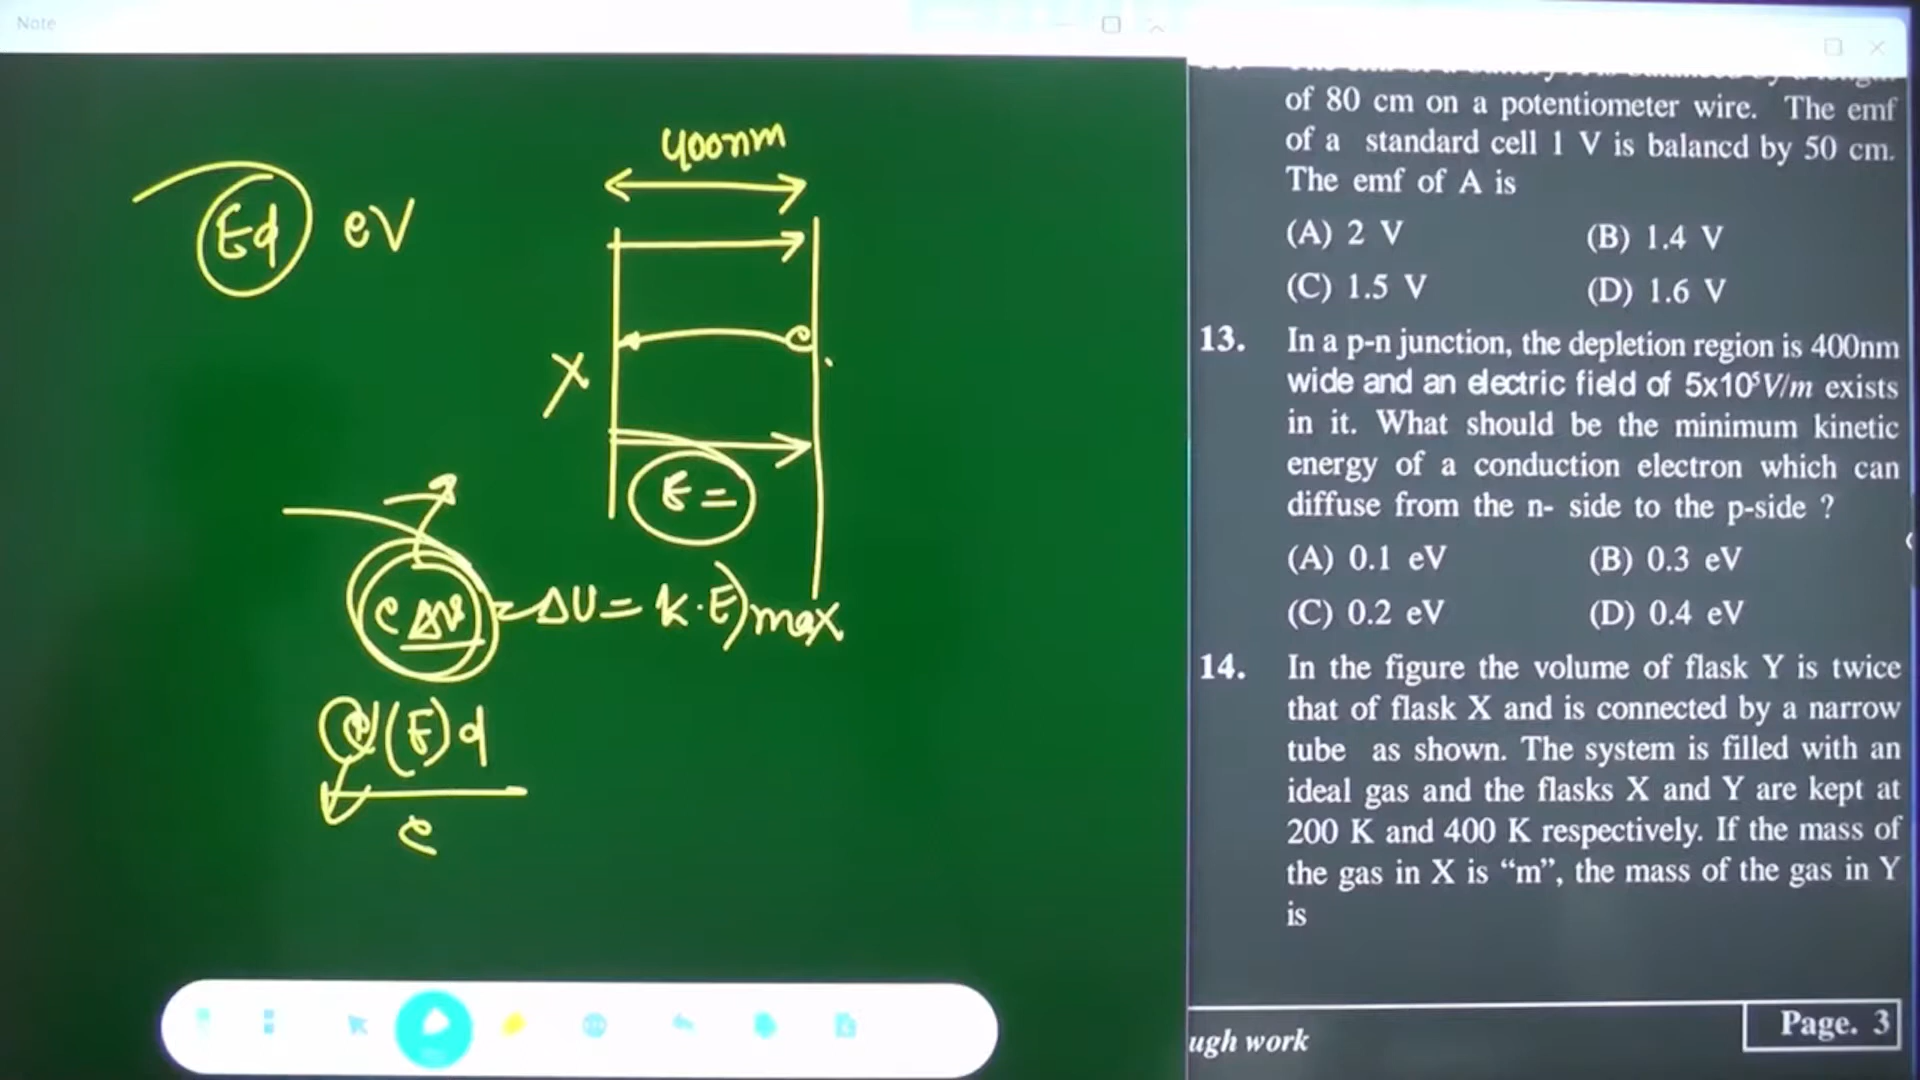 Note
400nm
Ed eV
X
E =
e ΔV
ΔU = K.E)max
(E)d
e
of 80 cm on a potentiometer wire. The emf
of a standard cell 1 V is balancd by 50 cm.
The emf of A is
(A) 2 V (B) 1.4 V
(C) 1.5 V (D) 1.6 V
13. In a p-n junction, the depletion region is 400nm
wide and an electric field of 5x10⁵V/m exists
in it. What should be the minimum kinetic
energy of a conduction electron which can
diffuse from the n- side to the p-side ?
(A) 0.1 eV (B) 0.3 eV
(C) 0.2 eV (D) 0.4 eV
14. In the figure the volume of flask Y is twice
that of flask X and is connected by a narrow
tube as shown. The system is filled with an
ideal gas and the flasks X and Y are kept at
200 K and 400 K respectively. If the mass of
the gas in X is “m”, the mass of the gas in Y
is
ugh work
Page. 3